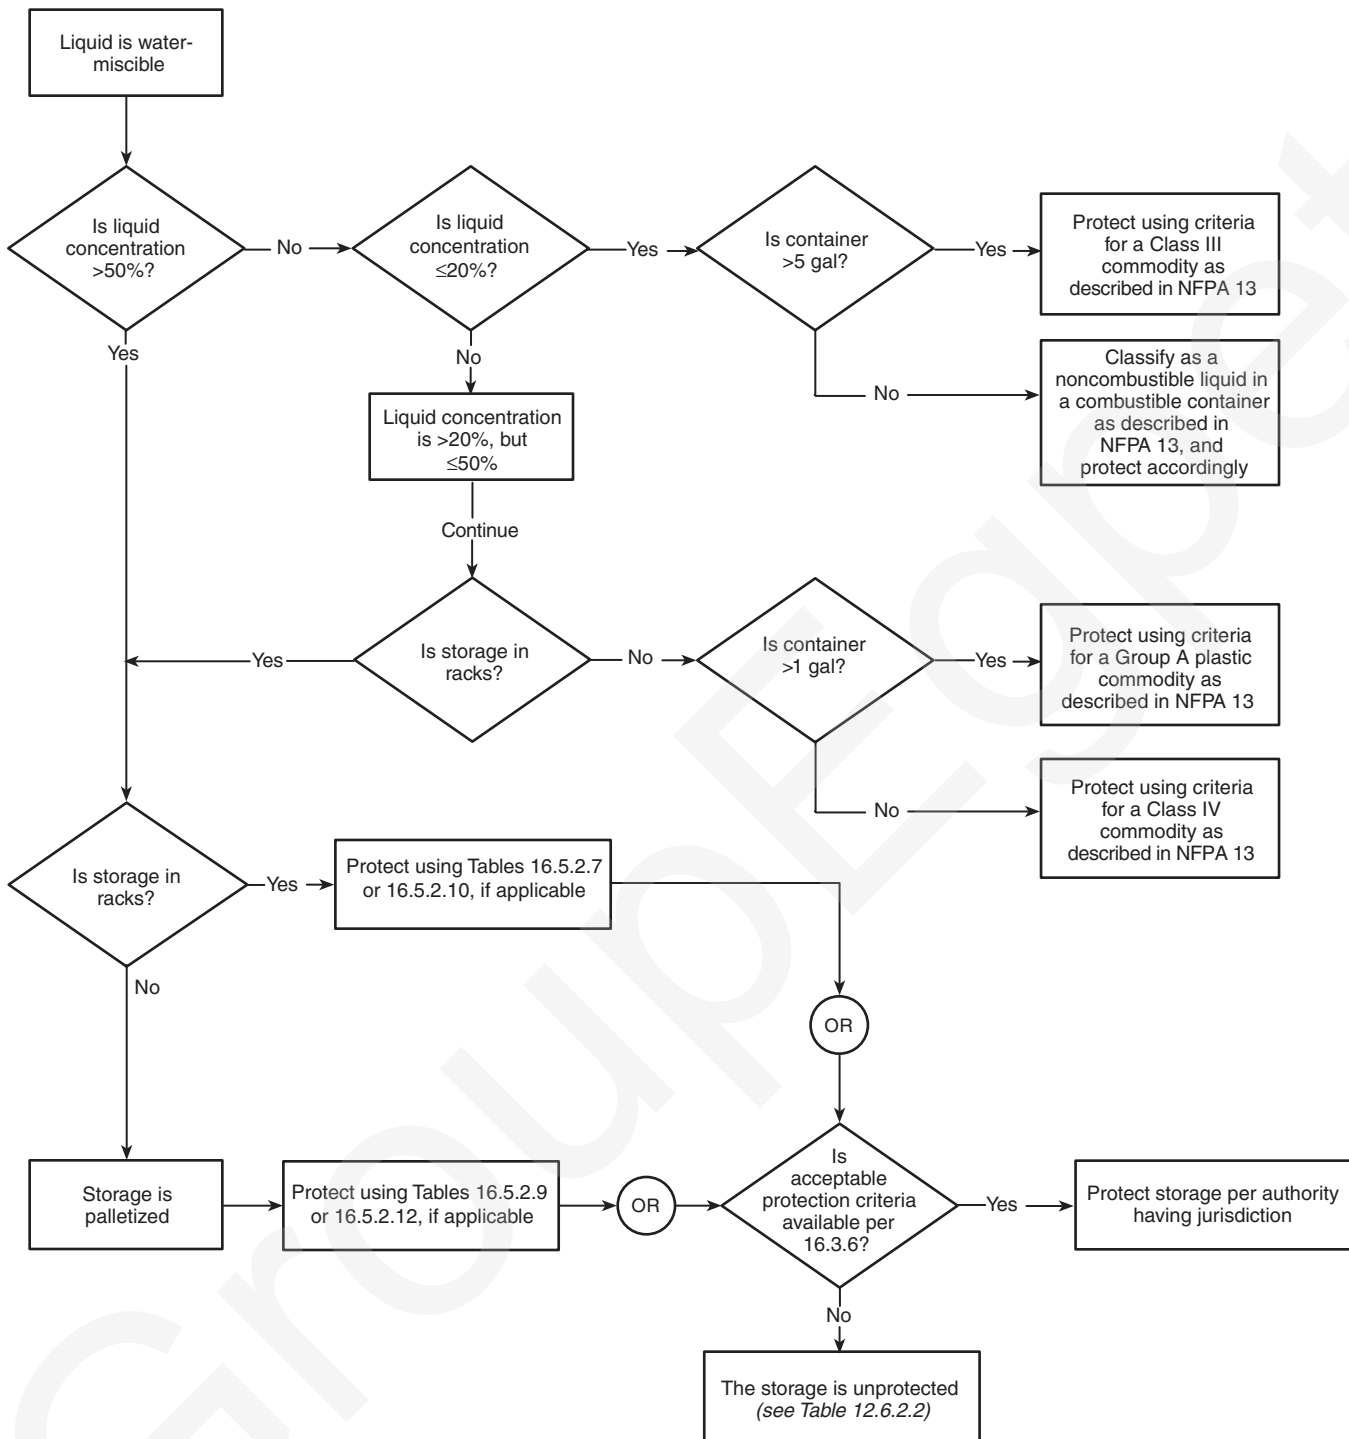 Liquid is water-
miscible
Is liquid
concentration
>50%?
No
Is liquid
concentration
≤20%?
Yes
Is container
>5 gal?
Yes
Protect using criteria
for a Class III
commodity as
described in NFPA 13
No
Classify as a
noncombustible liquid in
a combustible container
as described in
NFPA 13, and
protect accordingly
Yes
No
Liquid concentration
is >20%, but
≤50%
Continue
Is storage in
racks?
Yes
No
Is container
>1 gal?
Yes
Protect using criteria
for a Group A plastic
commodity as
described in NFPA 13
No
Protect using criteria
for a Class IV
commodity as
described in NFPA 13
Is storage in
racks?
Yes
Protect using Tables 16.5.2.7
or 16.5.2.10, if applicable
OR
No
Storage is
palletized
Protect using Tables 16.5.2.9
or 16.5.2.12, if applicable
OR
Is
acceptable
protection criteria
available per
16.3.6?
Yes
Protect storage per authority
having jurisdiction
No
The storage is unprotected
(see Table 12.6.2.2)
GroupEgpet